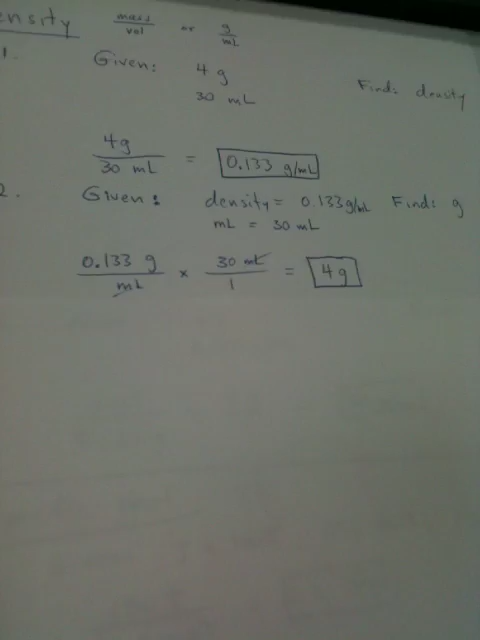 ensity mass/vol or g/mL
1. Given: 4 g Find: density
30 mL
4g/30 mL = 0.133 g/mL
2. Given: density = 0.133g/mL Find: g
mL = 30 mL
0.133 g/mL × 30 mL/1 = 4g